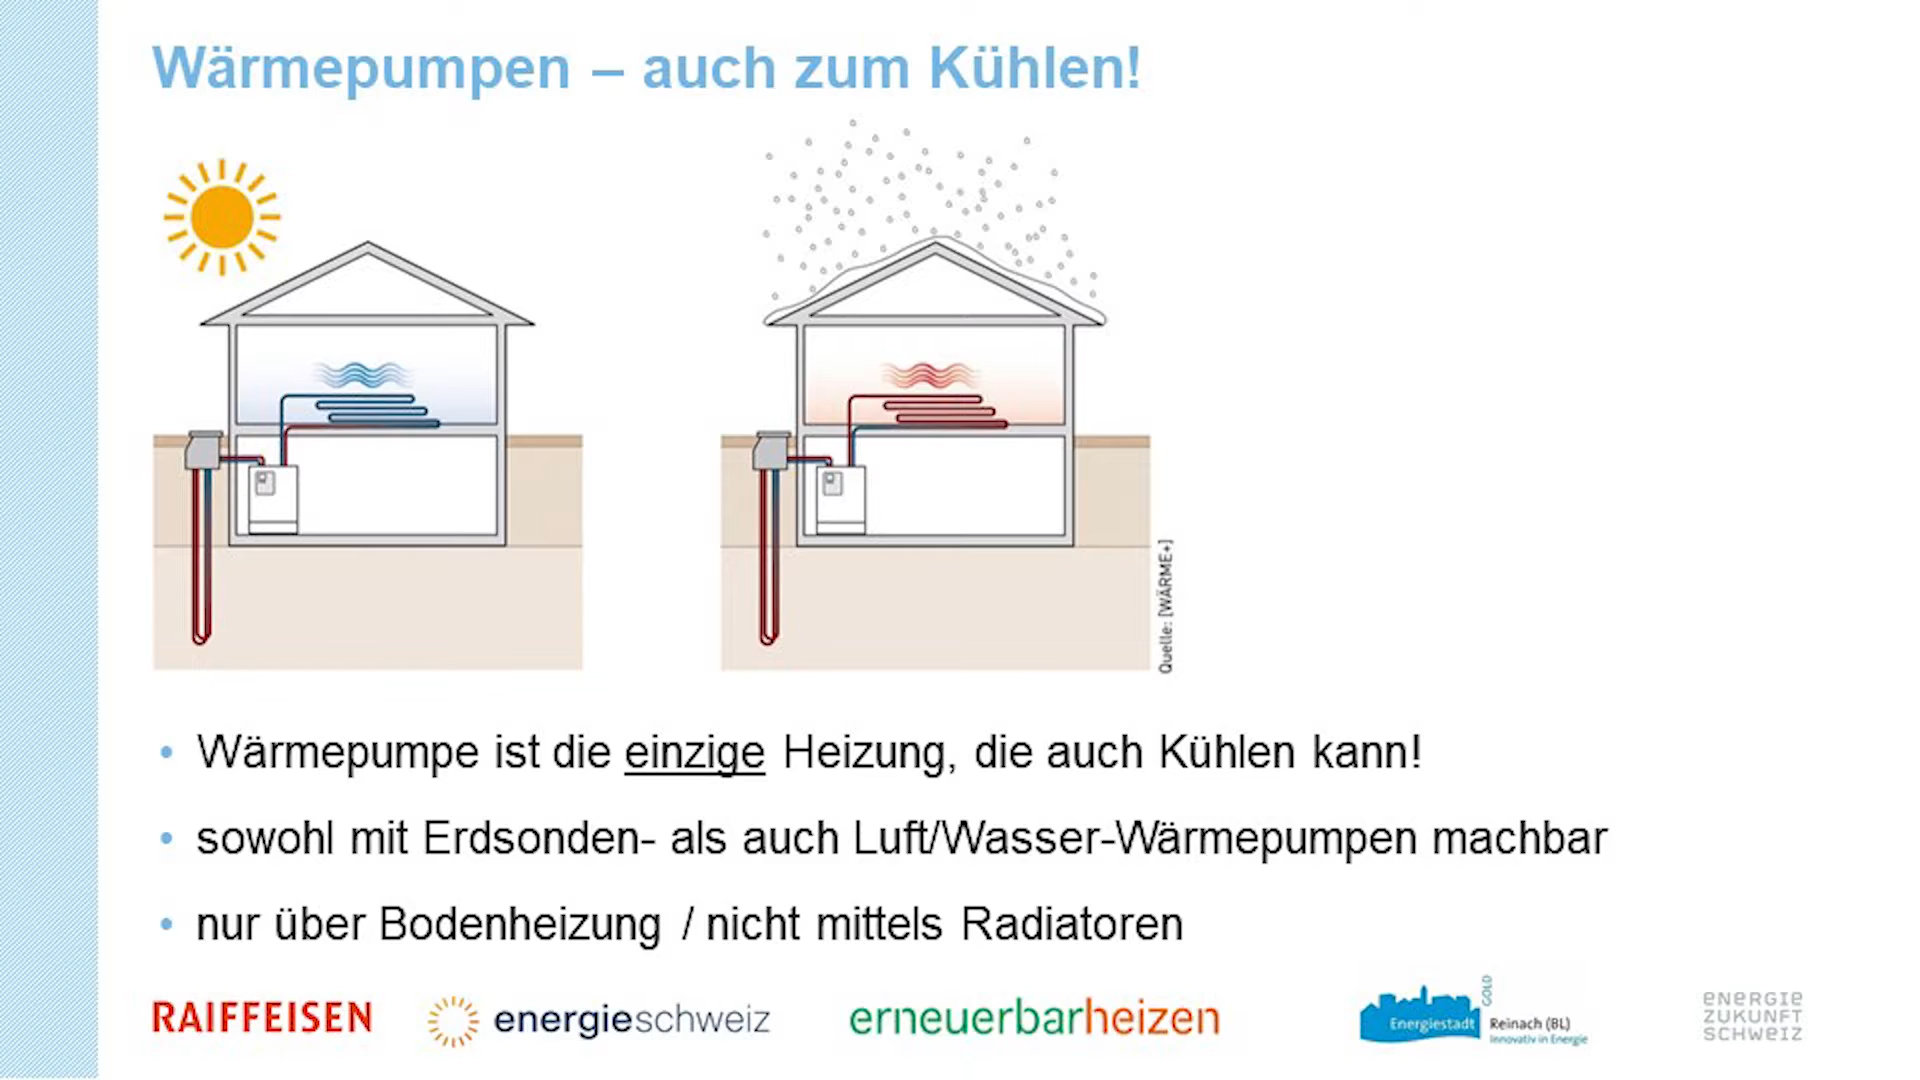 Wärmepumpen – auch zum Kühlen!
Quelle: [WÄRME+]
• Wärmepumpe ist die einzige Heizung, die auch Kühlen kann!
• sowohl mit Erdsonden- als auch Luft/Wasser-Wärmepumpen machbar
• nur über Bodenheizung / nicht mittels Radiatoren
RAIFFEISEN
energieschweiz
erneuerbarheizen
Energiestadt
GOLD
Reinach (BL)
Innovativ in Energie
ENERGIE
ZUKUNFT
SCHWEIZ